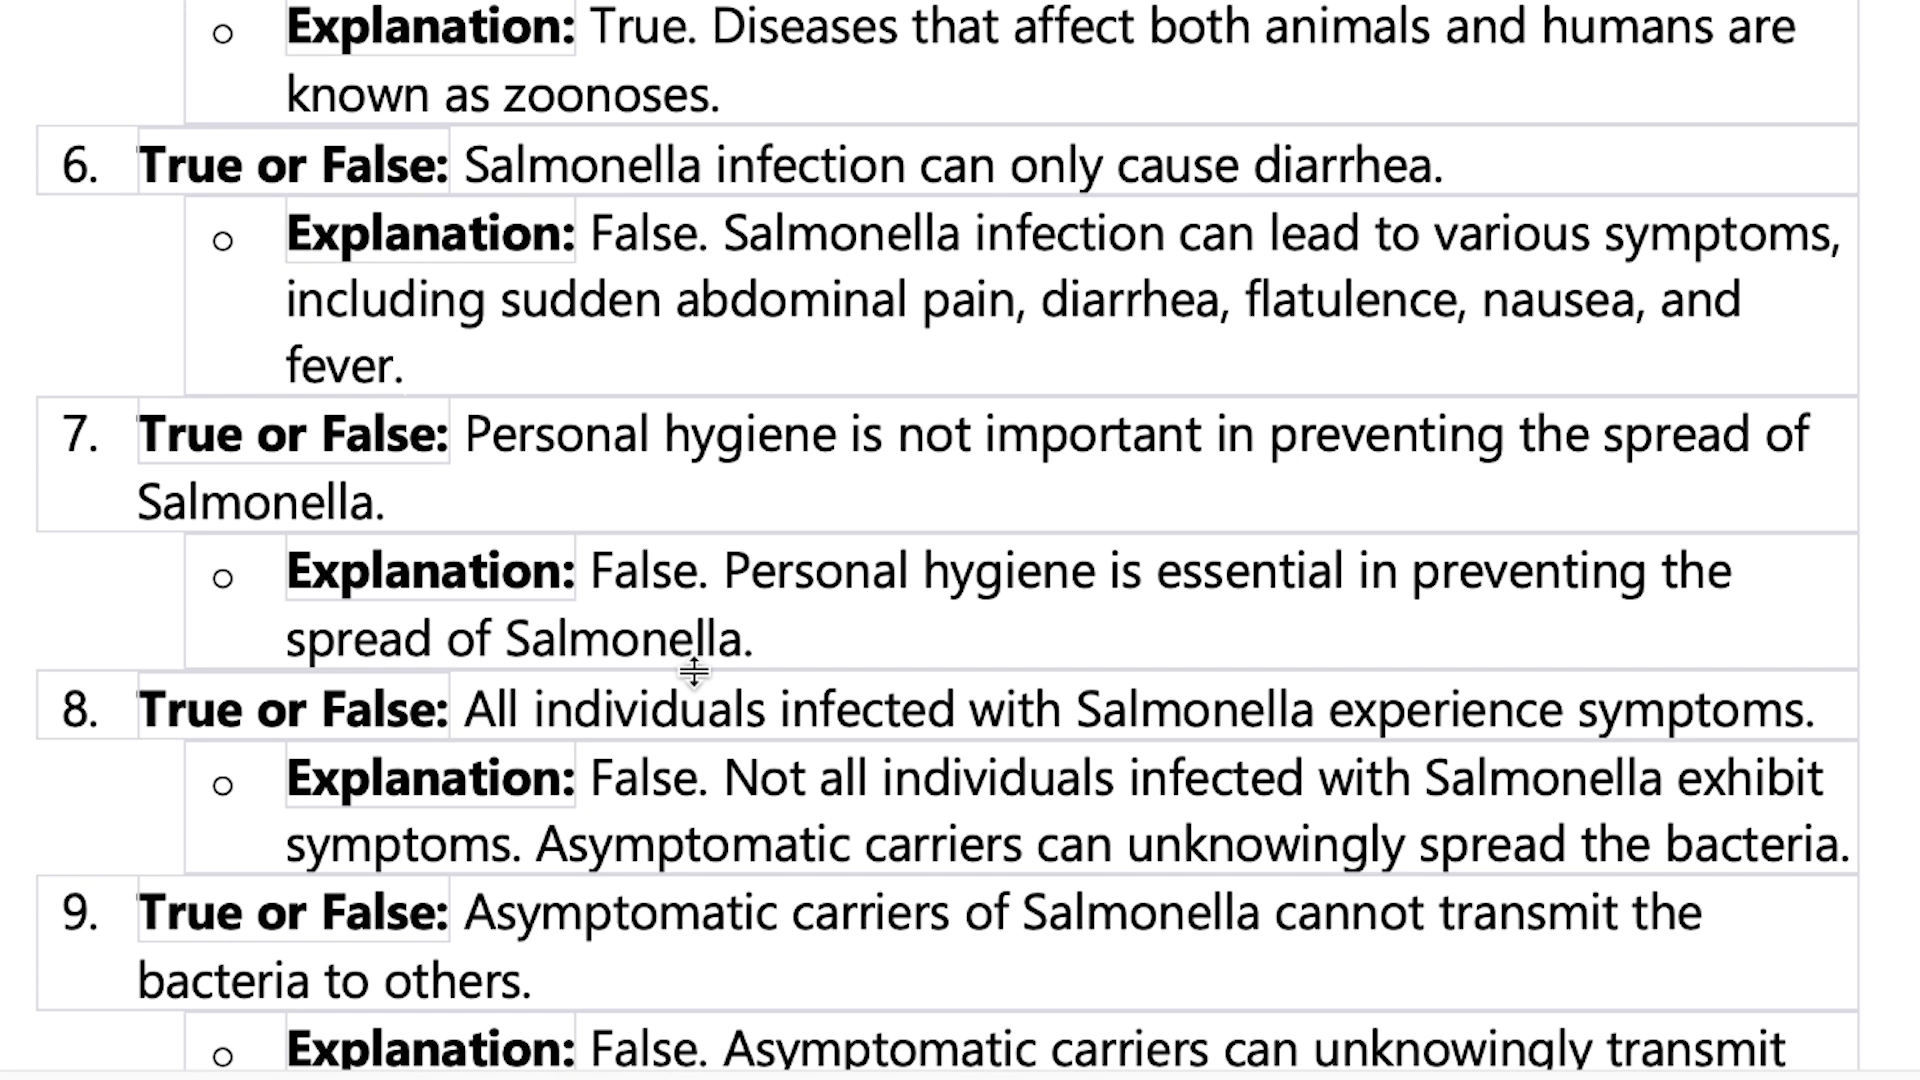 ○ Explanation: True. Diseases that affect both animals and humans are
known as zoonoses.
6. True or False: Salmonella infection can only cause diarrhea.
○ Explanation: False. Salmonella infection can lead to various symptoms,
including sudden abdominal pain, diarrhea, flatulence, nausea, and
fever.
7. True or False: Personal hygiene is not important in preventing the spread of
Salmonella.
○ Explanation: False. Personal hygiene is essential in preventing the
spread of Salmonella.
8. True or False: All individuals infected with Salmonella experience symptoms.
○ Explanation: False. Not all individuals infected with Salmonella exhibit
symptoms. Asymptomatic carriers can unknowingly spread the bacteria.
9. True or False: Asymptomatic carriers of Salmonella cannot transmit the
bacteria to others.
○ Explanation: False. Asymptomatic carriers can unknowingly transmit